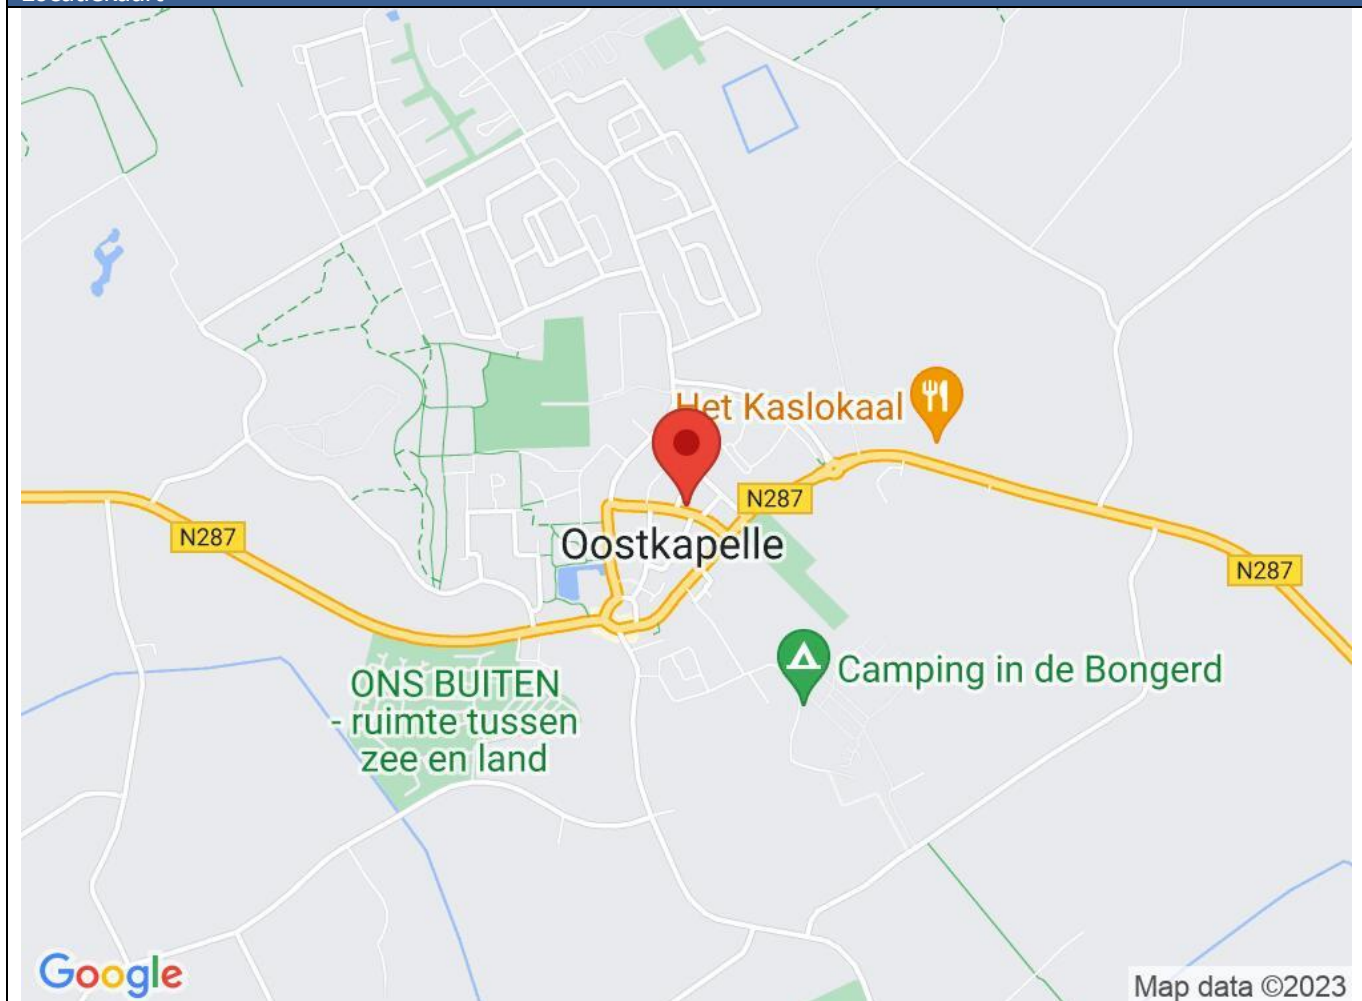 Locatiekaart
Het Kaslokaal
N287
N287
Oostkapelle
N287
ONS BUITEN
- ruimte tussen
zee en land
Camping in de Bongerd
Google
Map data ©2023